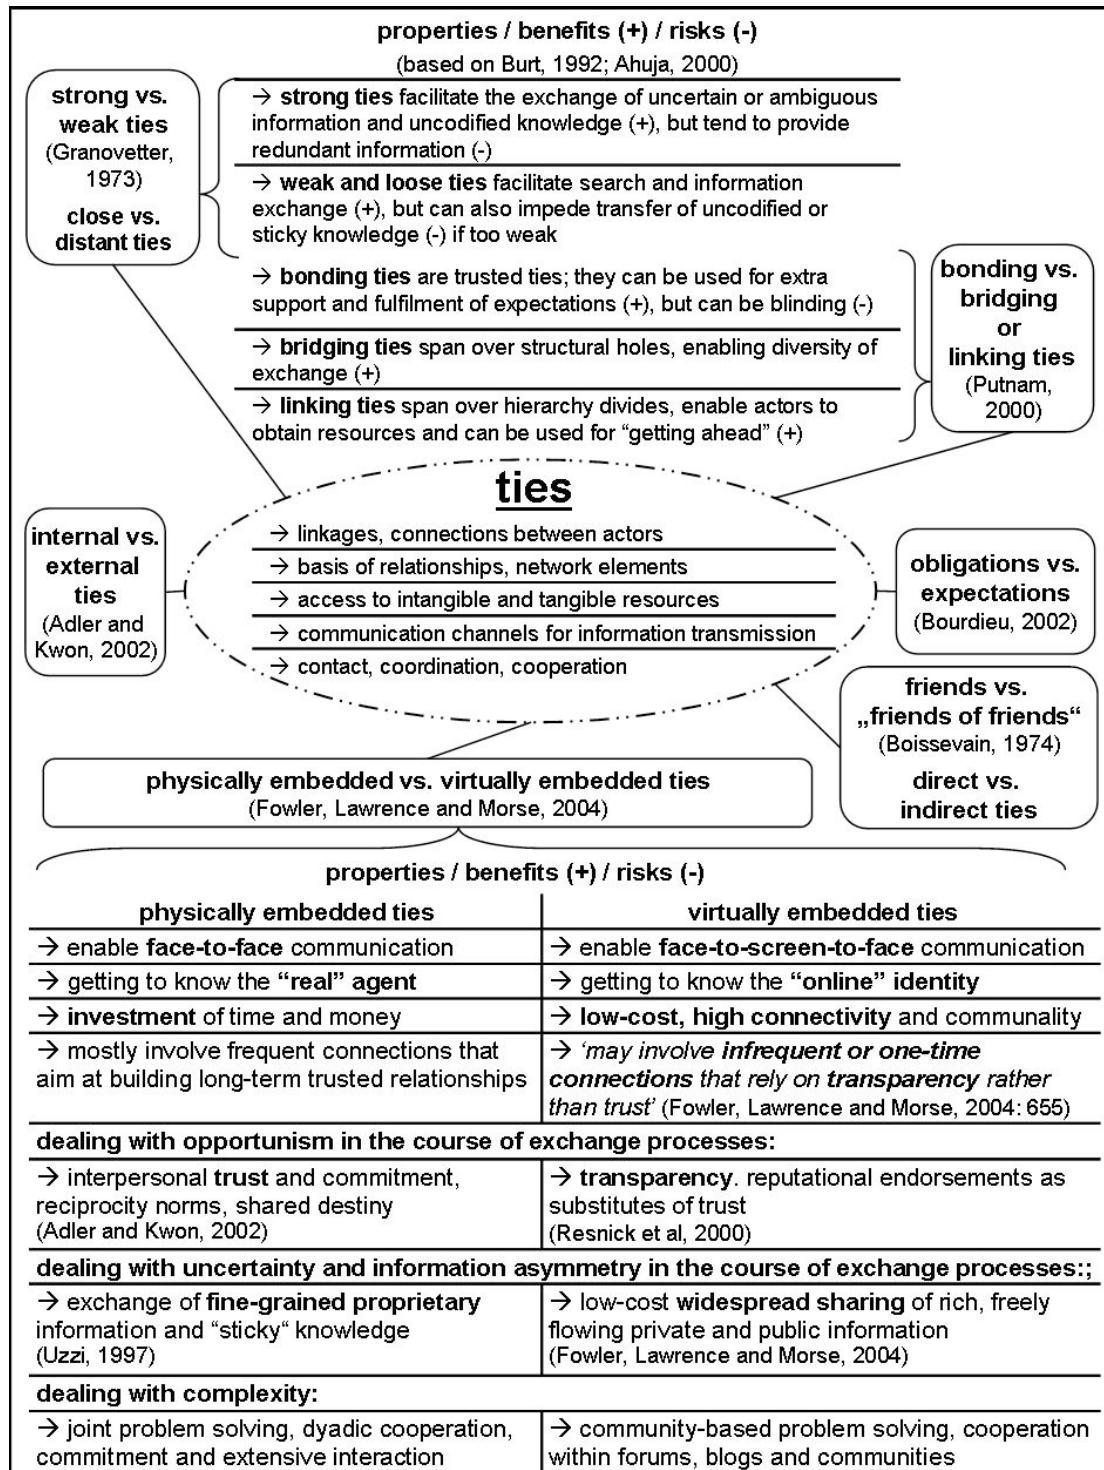 properties / benefits (+) / risks (-)
(based on Burt, 1992; Ahuja, 2000)
strong vs.
weak ties
(Granovetter,
1973)
close vs.
distant ties
→ strong ties facilitate the exchange of uncertain or ambiguous
information and uncodified knowledge (+), but tend to provide
redundant information (-)
→ weak and loose ties facilitate search and information
exchange (+), but can also impede transfer of uncodified or
sticky knowledge (-) if too weak
→ bonding ties are trusted ties; they can be used for extra
support and fulfilment of expectations (+), but can be blinding (-)
→ bridging ties span over structural holes, enabling diversity of
exchange (+)
→ linking ties span over hierarchy divides, enable actors to
obtain resources and can be used for “getting ahead” (+)
bonding vs.
bridging
or
linking ties
(Putnam,
2000)
ties
→ linkages, connections between actors
→ basis of relationships, network elements
→ access to intangible and tangible resources
→ communication channels for information transmission
→ contact, coordination, cooperation
internal vs.
external
ties
(Adler and
Kwon, 2002)
obligations vs.
expectations
(Bourdieu, 2002)
friends vs.
„friends of friends“
(Boissevain, 1974)
direct vs.
indirect ties
physically embedded vs. virtually embedded ties
(Fowler, Lawrence and Morse, 2004)
properties / benefits (+) / risks (-)
physically embedded ties
virtually embedded ties
→ enable face-to-face communication
→ enable face-to-screen-to-face communication
→ getting to know the “real” agent
→ getting to know the “online” identity
→ investment of time and money
→ low-cost, high connectivity and communality
→ mostly involve frequent connections that
aim at building long-term trusted relationships
→ ‘may involve infrequent or one-time
connections that rely on transparency rather
than trust’ (Fowler, Lawrence and Morse, 2004: 655)
dealing with opportunism in the course of exchange processes:
→ interpersonal trust and commitment,
reciprocity norms, shared destiny
(Adler and Kwon, 2002)
→ transparency. reputational endorsements as
substitutes of trust
(Resnick et al, 2000)
dealing with uncertainty and information asymmetry in the course of exchange processes:;
→ exchange of fine-grained proprietary
information and “sticky“ knowledge
(Uzzi, 1997)
→ low-cost widespread sharing of rich, freely
flowing private and public information
(Fowler, Lawrence and Morse, 2004)
dealing with complexity:
→ joint problem solving, dyadic cooperation,
commitment and extensive interaction
→ community-based problem solving, cooperation
within forums, blogs and communities